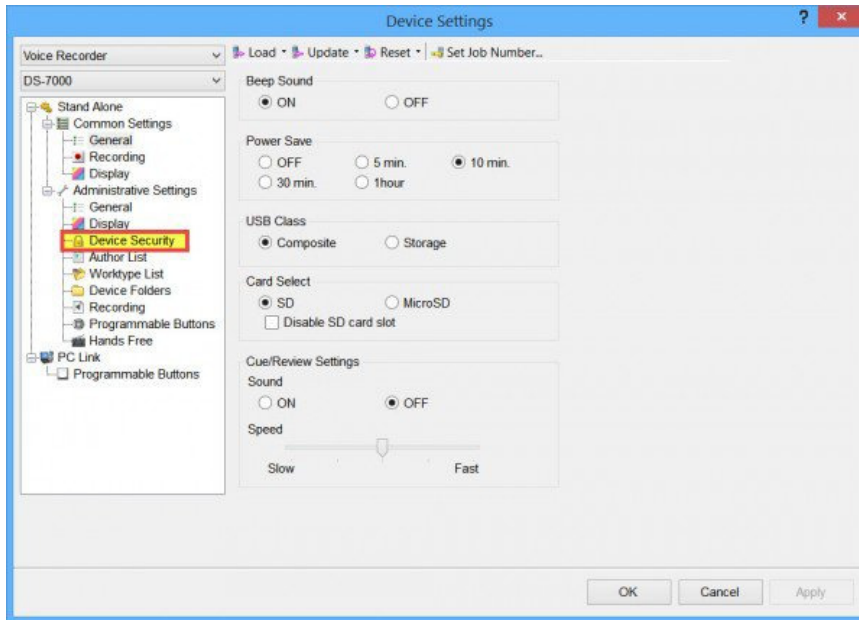 Device Settings
?
Voice Recorder
Load Update Reset Set Job Number...
DS-7000
Stand Alone
Common Settings
General
Recording
Display
Administrative Settings
General
Display
Device Security
Author List
Worktype List
Device Folders
Recording
Programmable Buttons
Hands Free
PC Link
Programmable Buttons
Beep Sound
ON OFF
Power Save
OFF 5 min. 10 min.
30 min. 1hour
USB Class
Composite Storage
Card Select
SD MicroSD
Disable SD card slot
Cue/Review Settings
Sound
ON OFF
Speed
Slow Fast
OK Cancel Apply